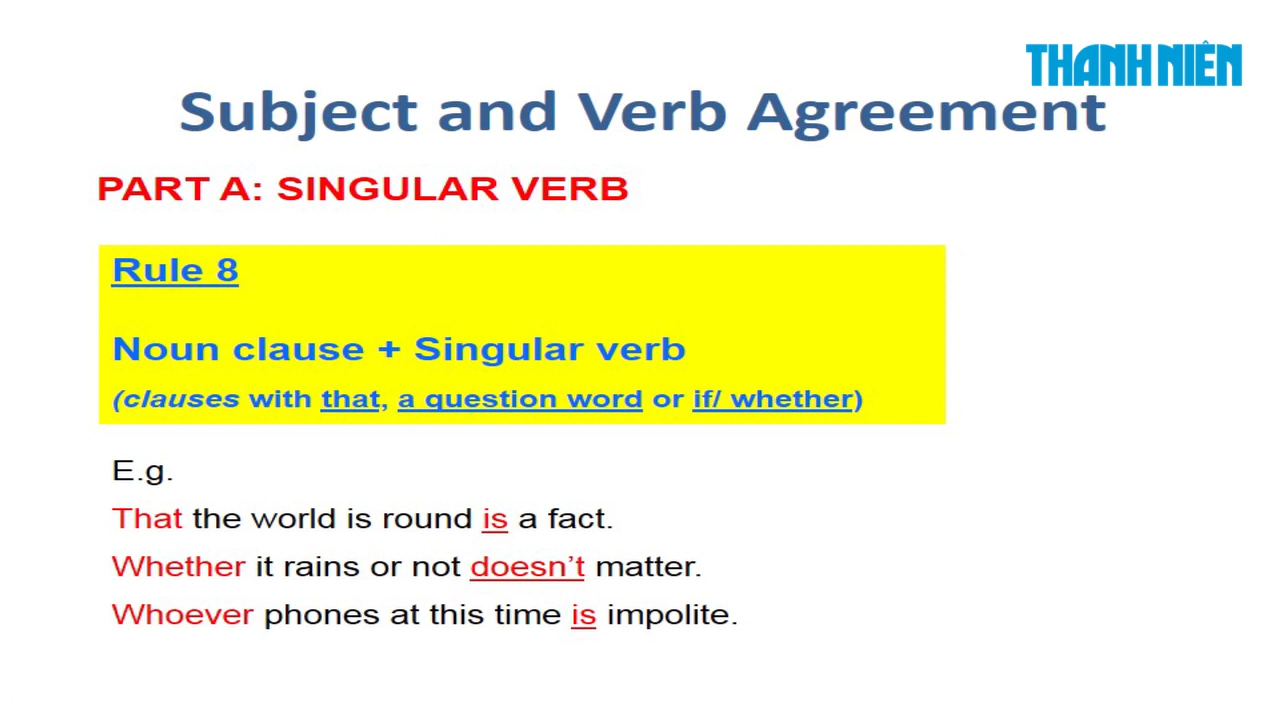 THANH NIÊN
Subject and Verb Agreement
PART A: SINGULAR VERB
Rule 8
Noun clause + Singular verb
(clauses with that, a question word or if/ whether)
E.g.
That the world is round is a fact.
Whether it rains or not doesn’t matter.
Whoever phones at this time is impolite.